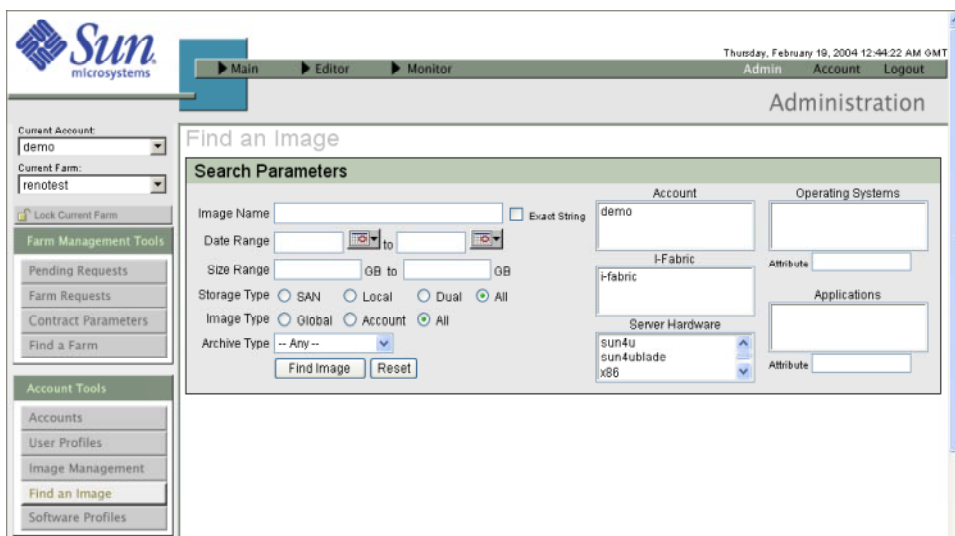 Sun
microsystems
Thursday, February 19, 2004 12:44:22 AM GMT
Main Editor Monitor
Admin Account Logout
Administration
Current Account:
demo
Current Farm:
renotest
Lock Current Farm
Farm Management Tools
Pending Requests
Farm Requests
Contract Parameters
Find a Farm
Account Tools
Accounts
User Profiles
Image Management
Find an Image
Software Profiles
Find an Image
Search Parameters
Image Name
Exact String
Date Range
to
Size Range GB to GB
Storage Type SAN Local Dual All
Image Type Global Account All
Archive Type -- Any --
Find Image Reset
Account
demo
I-Fabric
i-fabric
Server Hardware
sun4u
sun4ublade
x86
Operating Systems
Attribute
Applications
Attribute